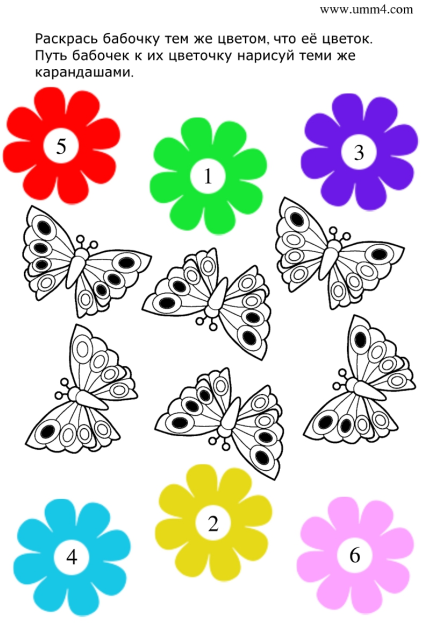 www.umm4.com
Раскрась бабочку тем же цветом, что её цветок.
Путь бабочек к их цветочку нарисуй теми же
карандашами.
5
1
3
4
2
6